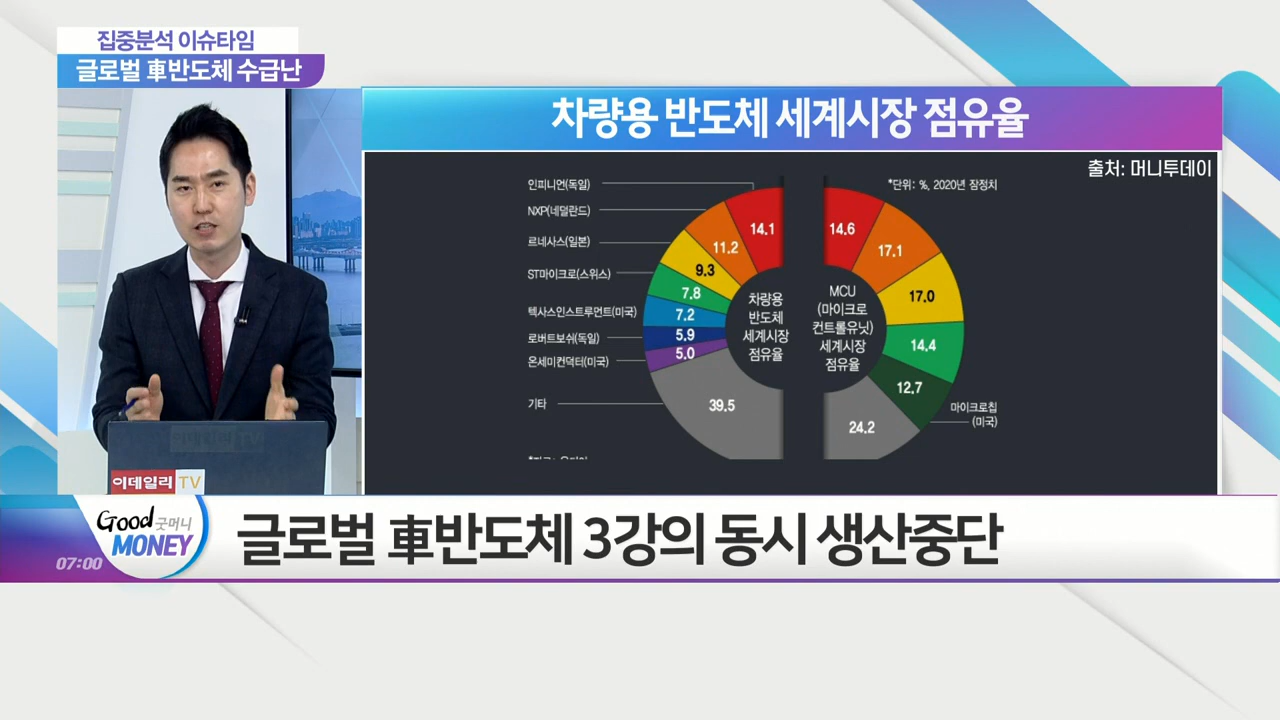 집중분석 이슈타임
글로벌 車반도체 수급난
차량용 반도체 세계시장 점유율
출처: 머니투데이
*단위: %, 2020년 잠정치
인피니언(독일)
NXP(네덜란드)
르네사스(일본)
ST마이크로(스위스)
텍사스인스트루먼트(미국)
로버트보쉬(독일)
온세미컨덕터(미국)
기타
14.1
11.2
9.3
7.8
7.2
5.9
5.0
39.5
차량용
반도체
세계시장
점유율
14.6
17.1
17.0
14.4
12.7
24.2
MCU
(마이크로
컨트롤유닛)
세계시장
점유율
마이크로칩
(미국)
이데일리 TV
이데일리 TV
Good 굿머니
MONEY
07:00
글로벌 車반도체 3강의 동시 생산중단